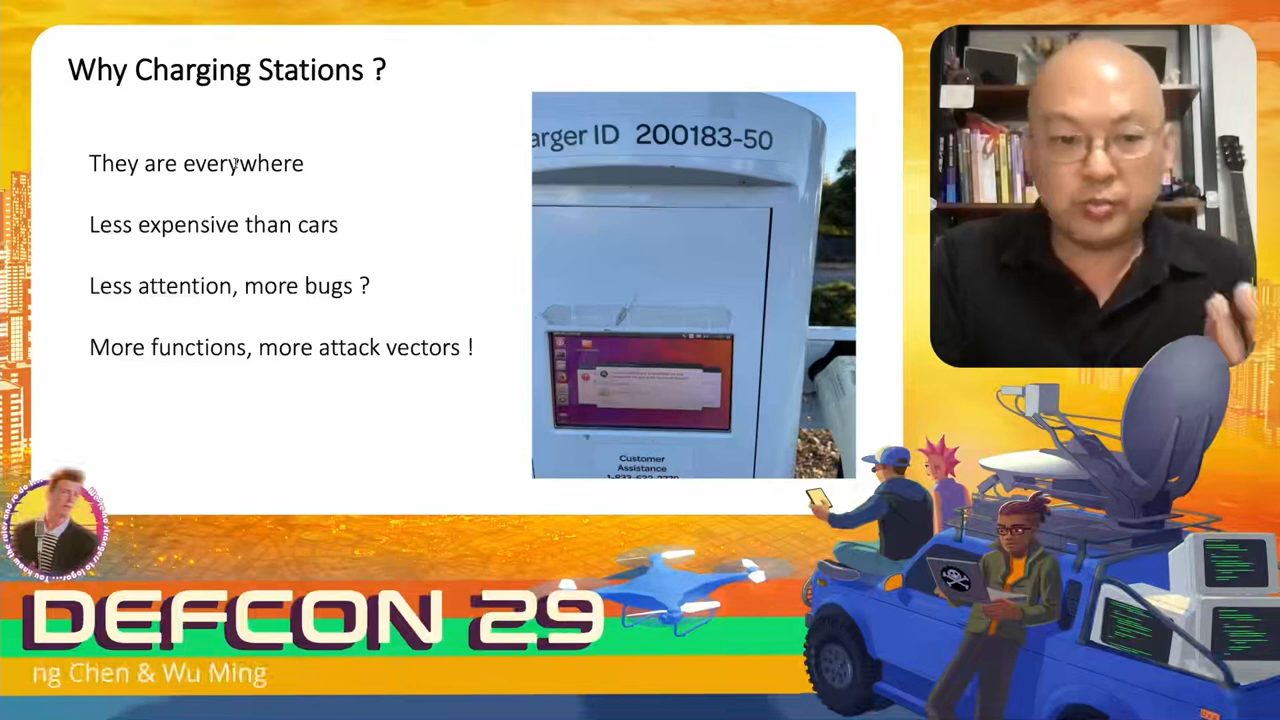 Why Charging Stations ?
They are everywhere
Less expensive than cars
Less attention, more bugs ?
More functions, more attack vectors !
arger ID 200183-50
Customer
Assistance
DEFCON 29
ng Chen & Wu Ming